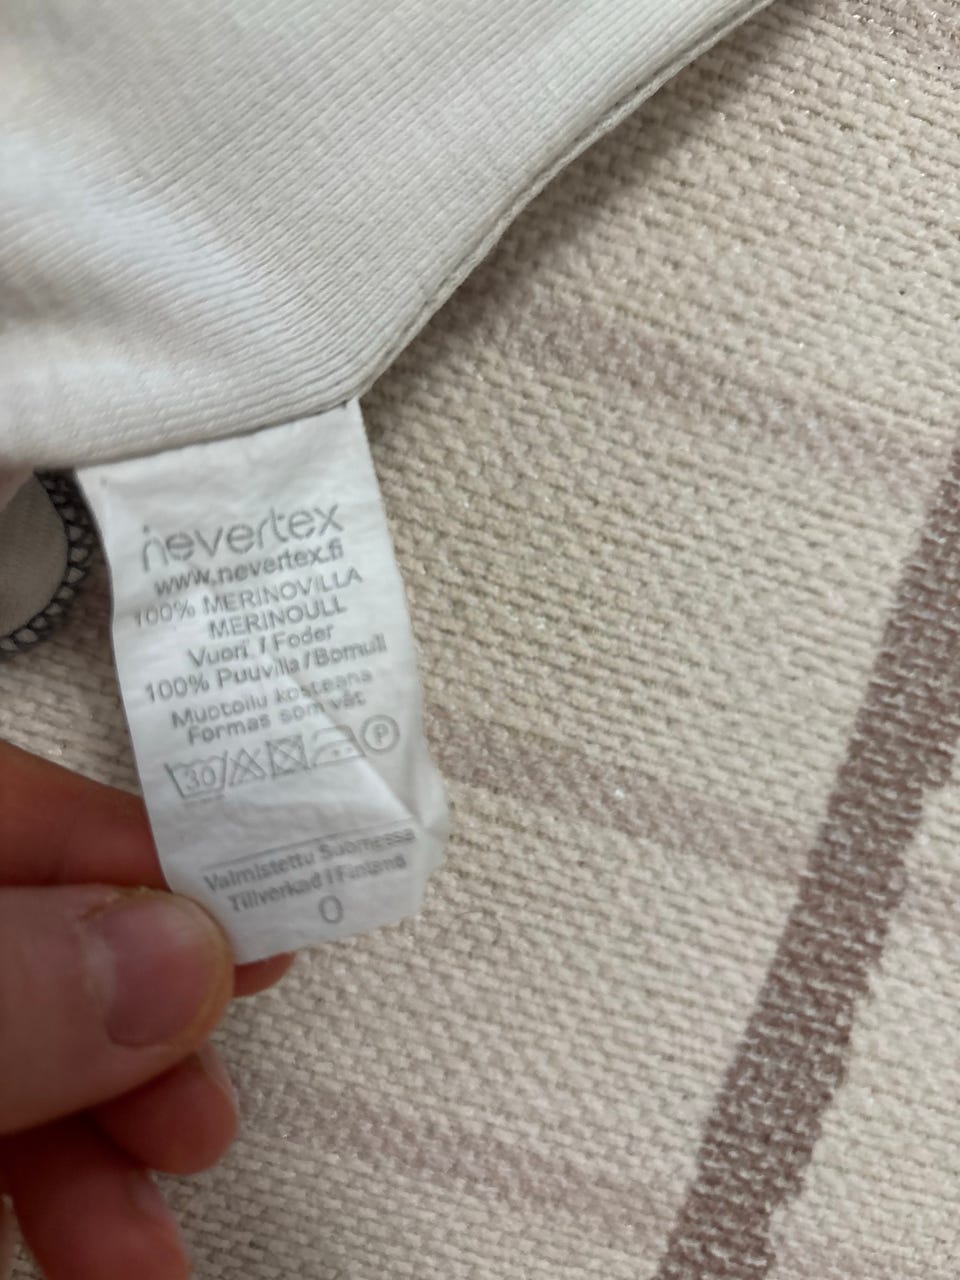 nevertex
www.nevertex.fi
100% MERINOVILLA
MERINOULL
Vuori / Foder
100% Puuvilla / Bomull
Muotoilu kosteana
Formas som våt
30 P
Valmistettu Suomessa
Tillverkad i Finland
0